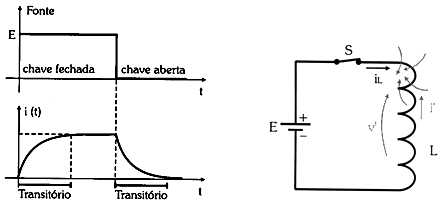 Fonte
E
chave fechada
chave aberta
t
i (t)
t
Transitório
Transitório
S
iL
E
+
−
v'
i'
L